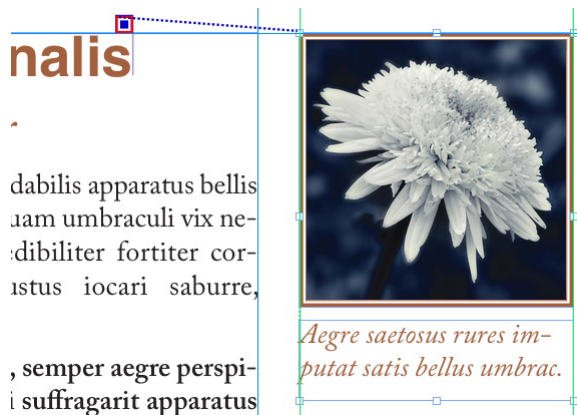 nalis
r
dabilis apparatus bellis
uam umbraculi vix ne-
edibiliter fortiter cor-
ustus iocari saburre,
, semper aegre perspi-
i suffragarit apparatus
Aegre saetosus rures im-
putat satis bellus umbrac.